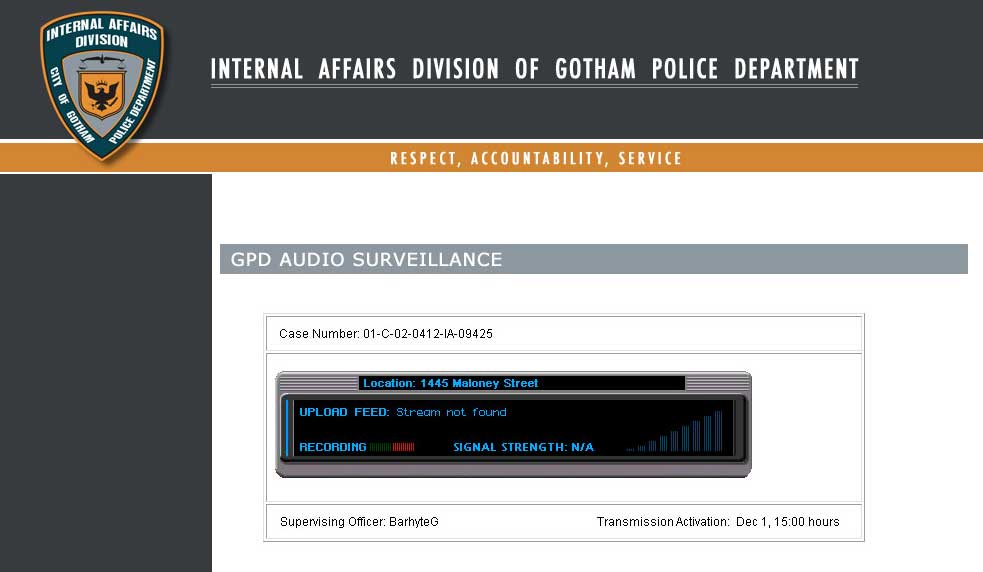 INTERNAL AFFAIRS
DIVISION
CITY OF GOTHAM
POLICE DEPARTMENT
INTERNAL AFFAIRS DIVISION OF GOTHAM POLICE DEPARTMENT
RESPECT, ACCOUNTABILITY, SERVICE
GPD AUDIO SURVEILLANCE
Case Number: 01-C-02-0412-IA-09425
Location: 1445 Maloney Street
UPLOAD FEED: Stream not found
RECORDING SIGNAL STRENGTH: N/A
Supervising Officer: BarhyteG Transmission Activation: Dec 1, 15:00 hours